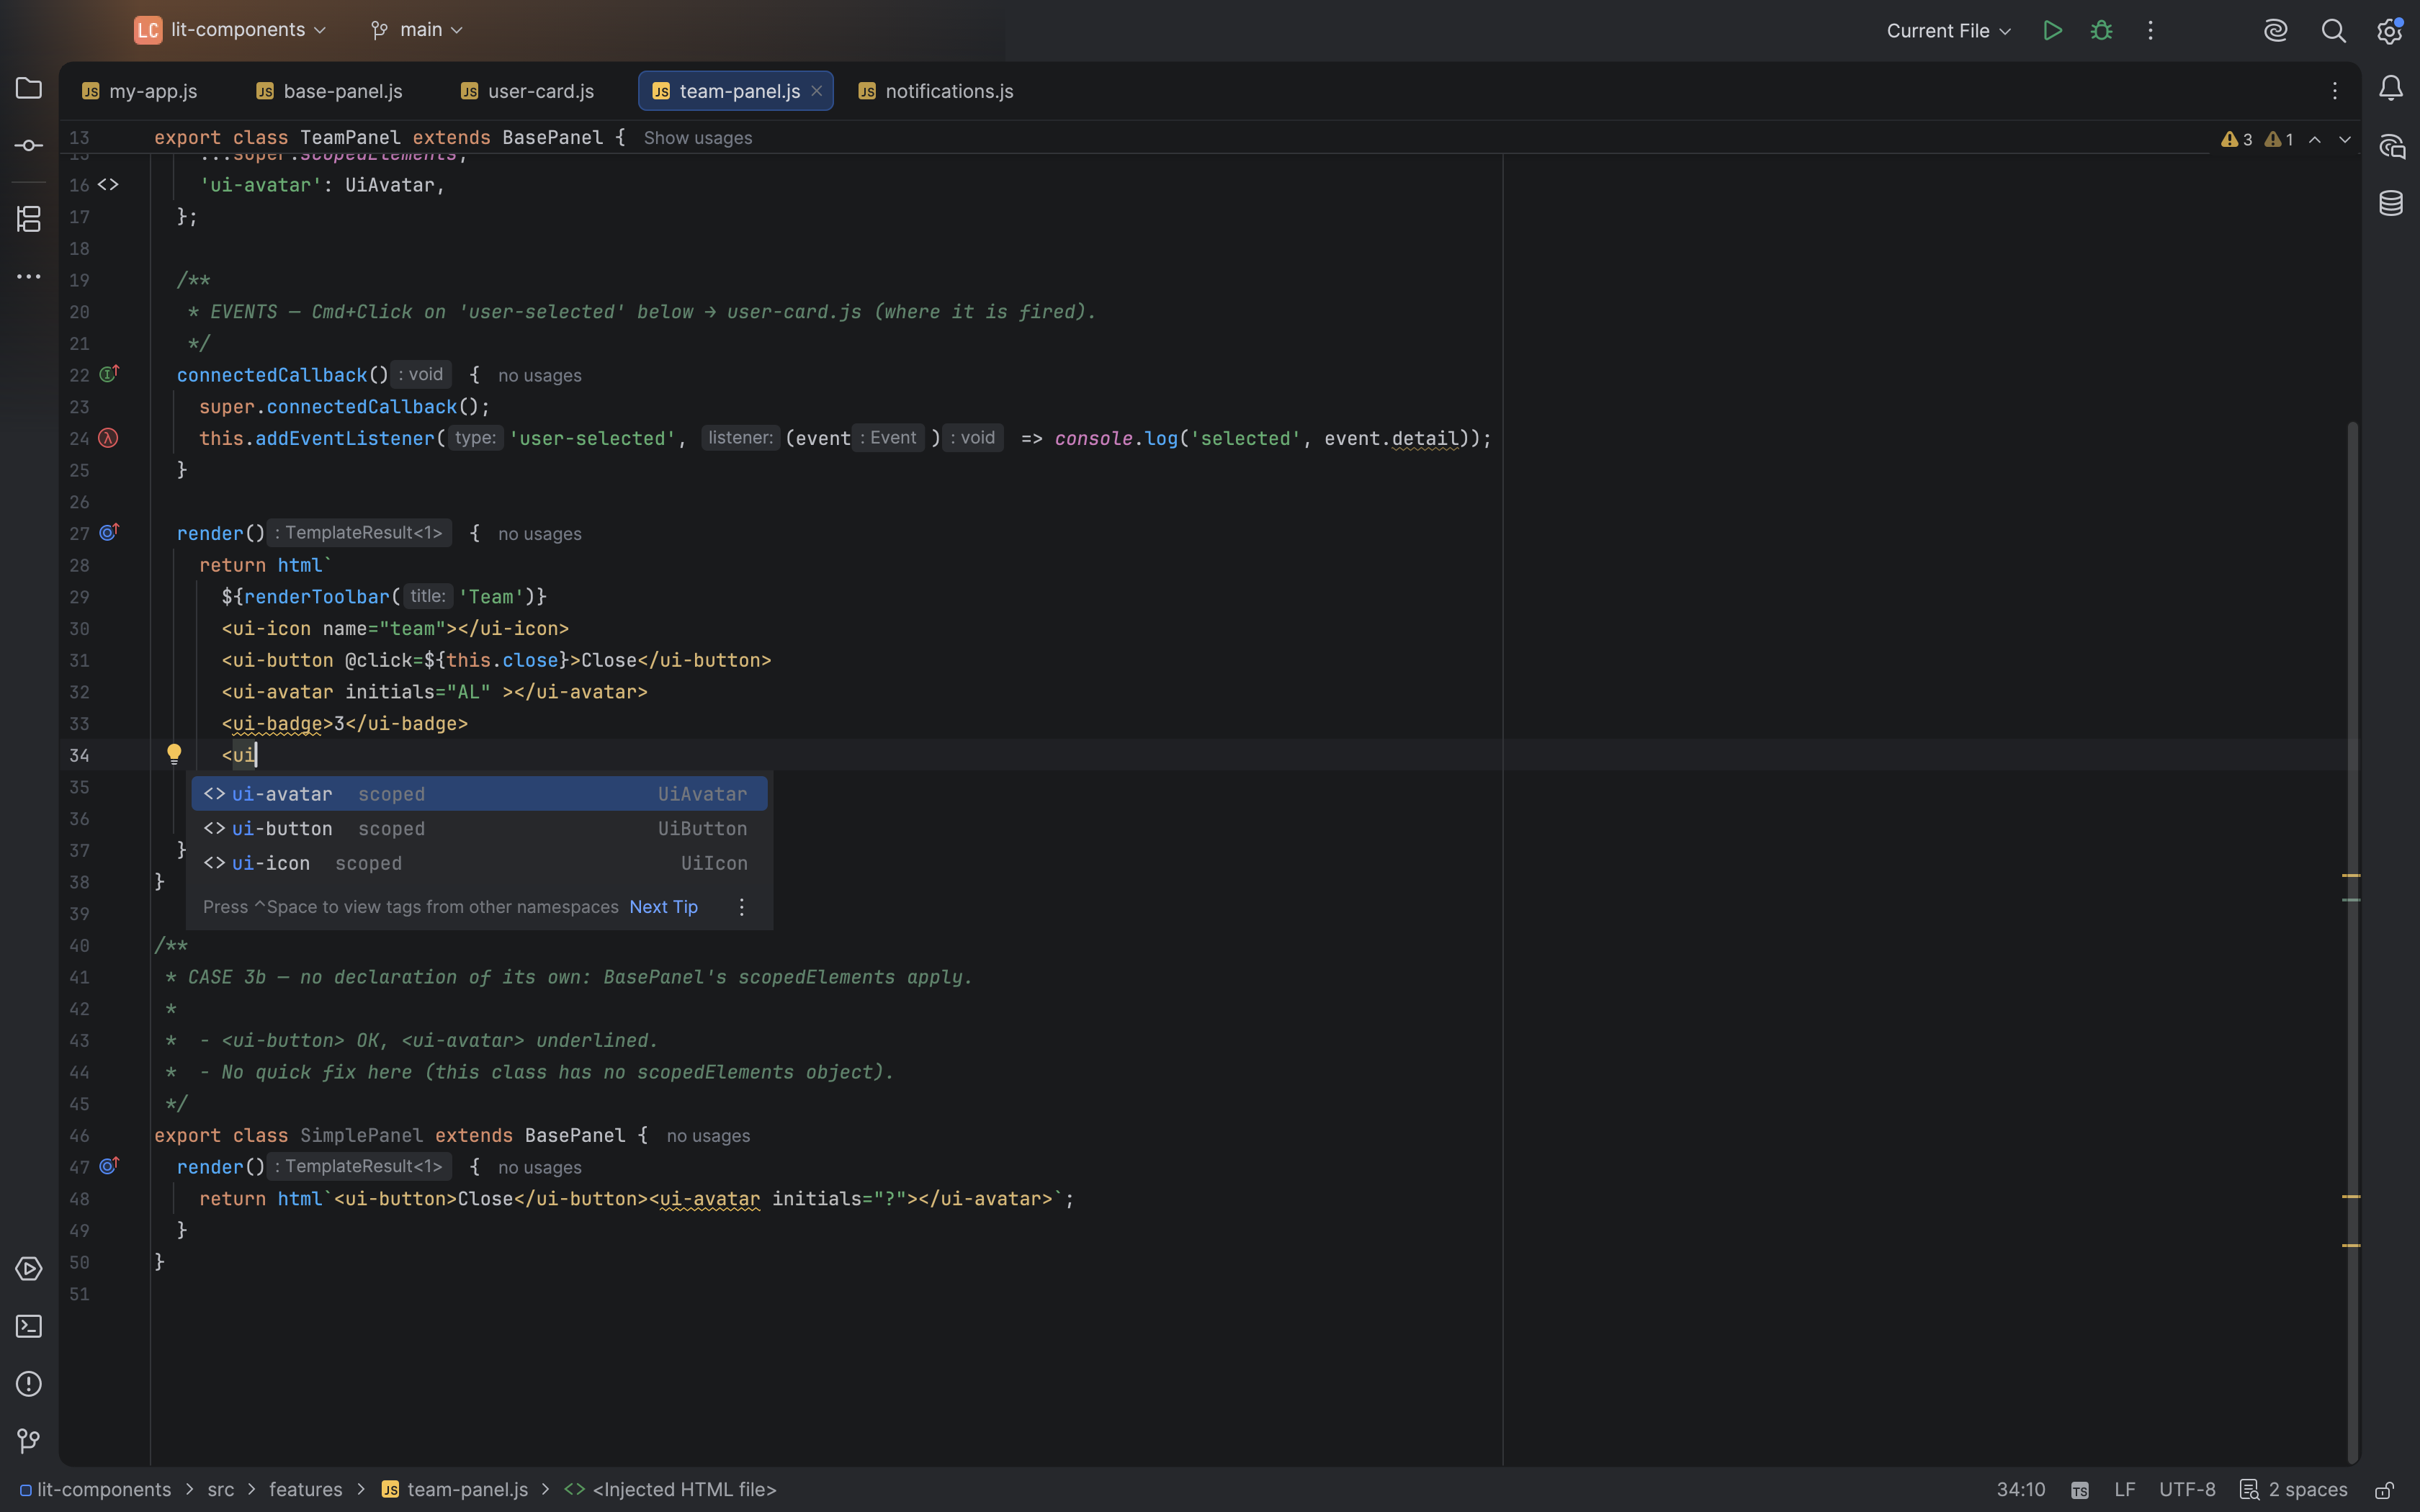 LC lit-components main Current File
JS my-app.js JS base-panel.js JS user-card.js JS team-panel.js JS notifications.js
13 export class TeamPanel extends BasePanel { Show usages 3 1
15 ...super.scopedElements,
16 <> 'ui-avatar': UiAvatar,
17 };
18
19 /**
20 * EVENTS — Cmd+Click on 'user-selected' below → user-card.js (where it is fired).
21 */
22 connectedCallback() : void { no usages
23 super.connectedCallback();
24 this.addEventListener( type: 'user-selected', listener: (event : Event ) : void => console.log('selected', event.detail));
25 }
26
27 render() : TemplateResult<1> { no usages
28 return html`
29 ${renderToolbar( title: 'Team')}
30 <ui-icon name="team"></ui-icon>
31 <ui-button @click=${this.close}>Close</ui-button>
32 <ui-avatar initials="AL" ></ui-avatar>
33 <ui-badge>3</ui-badge>
34 <ui
35 <> ui-avatar scoped UiAvatar
36 <> ui-button scoped UiButton
37 } <> ui-icon scoped UiIcon
38 }
39 Press ^Space to view tags from other namespaces Next Tip
40 /**
41 * CASE 3b — no declaration of its own: BasePanel's scopedElements apply.
42 *
43 * - <ui-button> OK, <ui-avatar> underlined.
44 * - No quick fix here (this class has no scopedElements object).
45 */
46 export class SimplePanel extends BasePanel { no usages
47 render() : TemplateResult<1> { no usages
48 return html`<ui-button>Close</ui-button><ui-avatar initials="?"></ui-avatar>`;
49 }
50 }
51
lit-components > src > features > JS team-panel.js > <> <Injected HTML file> 34:10 TS LF UTF-8 2 spaces